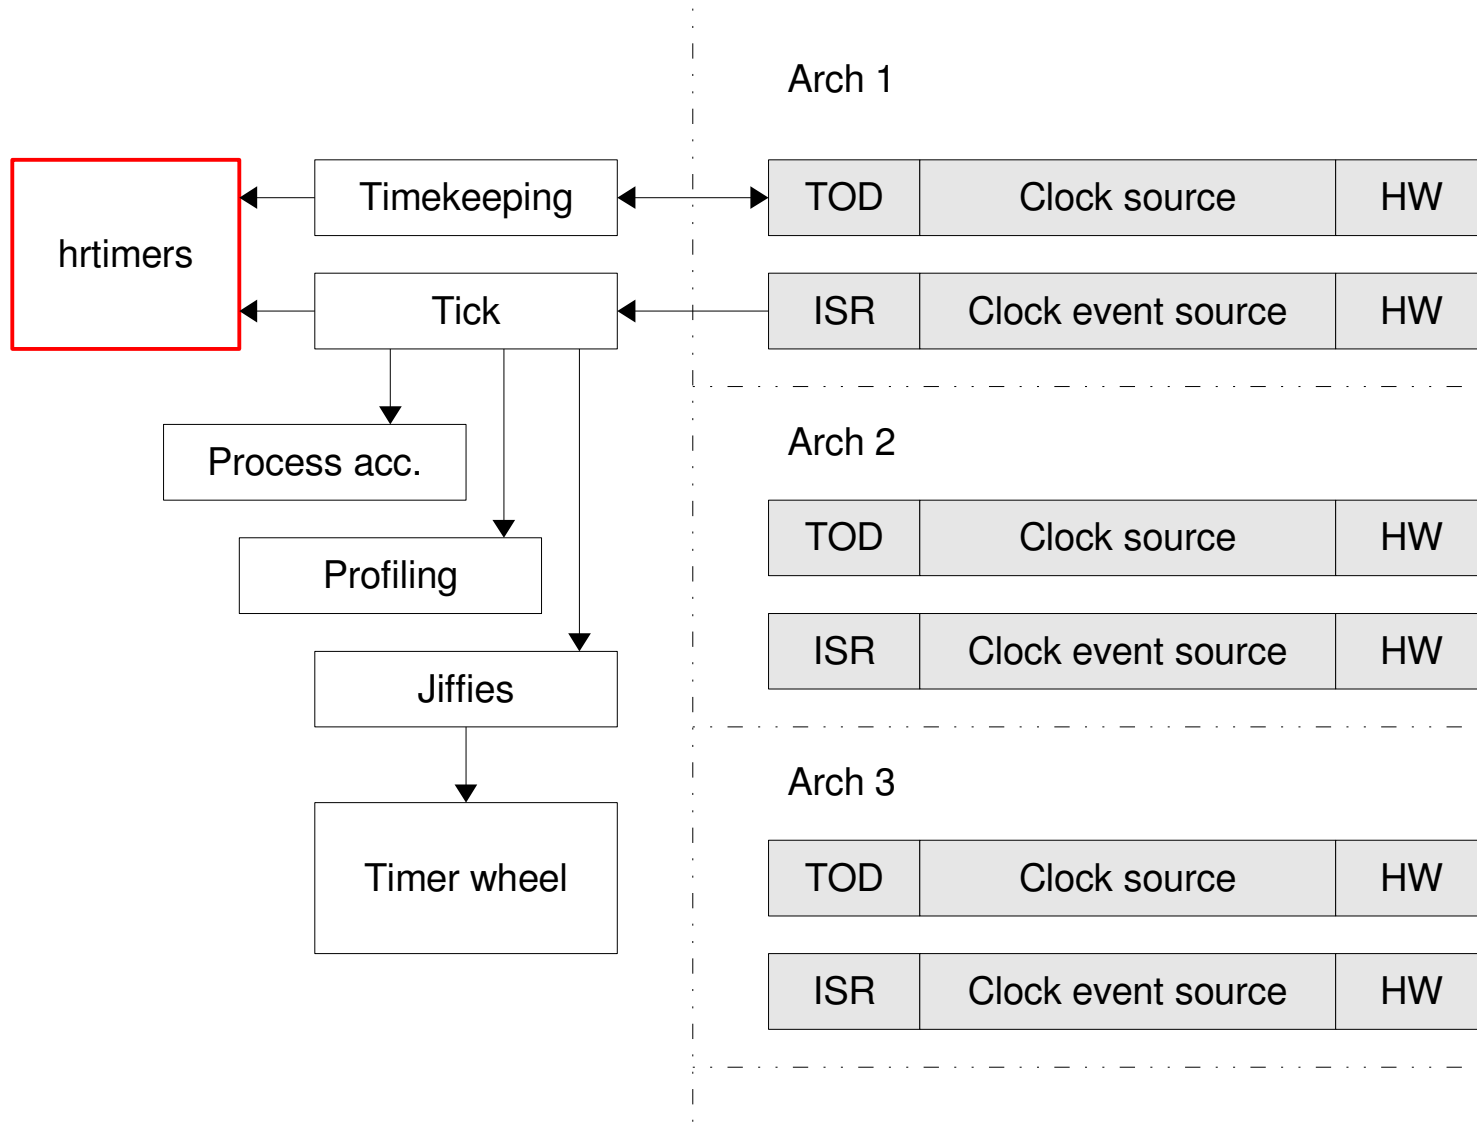 Arch 1
hrtimers
Timekeeping
TOD Clock source HW
Tick
ISR Clock event source HW
Process acc.
Profiling
Jiffies
Timer wheel
Arch 2
TOD Clock source HW
ISR Clock event source HW
Arch 3
TOD Clock source HW
ISR Clock event source HW